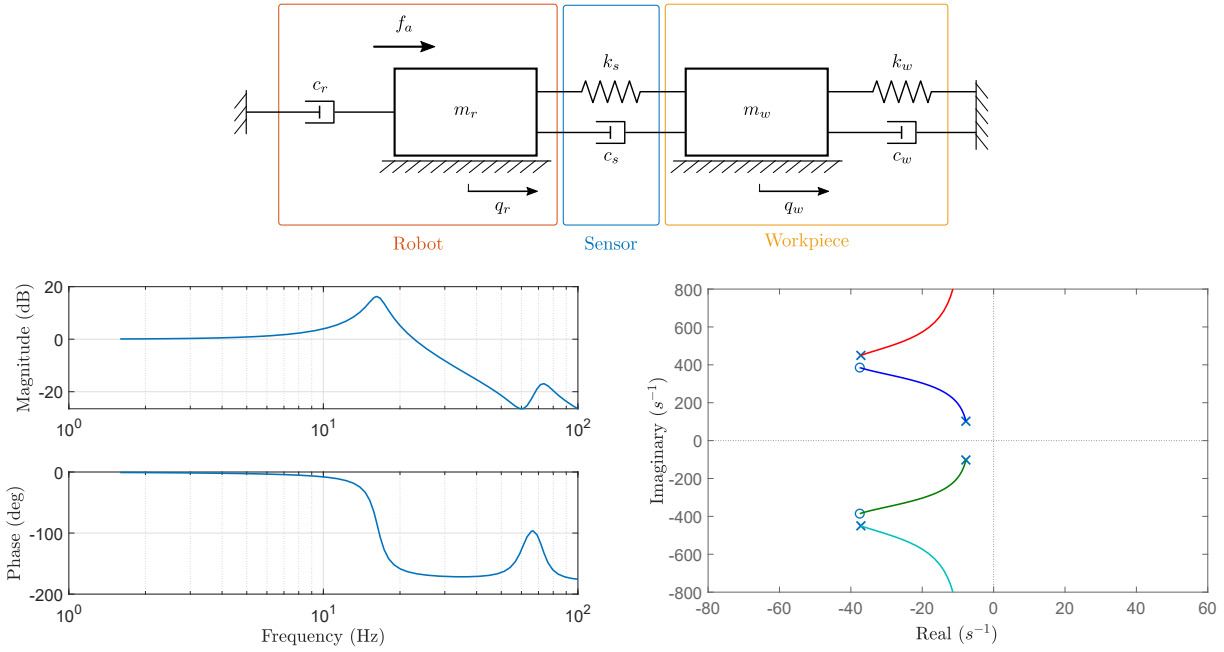 f_a
c_r
m_r
k_s
c_s
m_w
k_w
c_w
q_r
q_w
Robot
Sensor
Workpiece
Magnitude (dB)
20
0
-20
10^0
10^1
10^2
Phase (deg)
0
-100
-200
10^0
10^1
10^2
Frequency (Hz)
Imaginary (s^{-1})
800
600
400
200
0
-200
-400
-600
-800
-80
-60
-40
-20
0
20
40
60
Real (s^{-1})